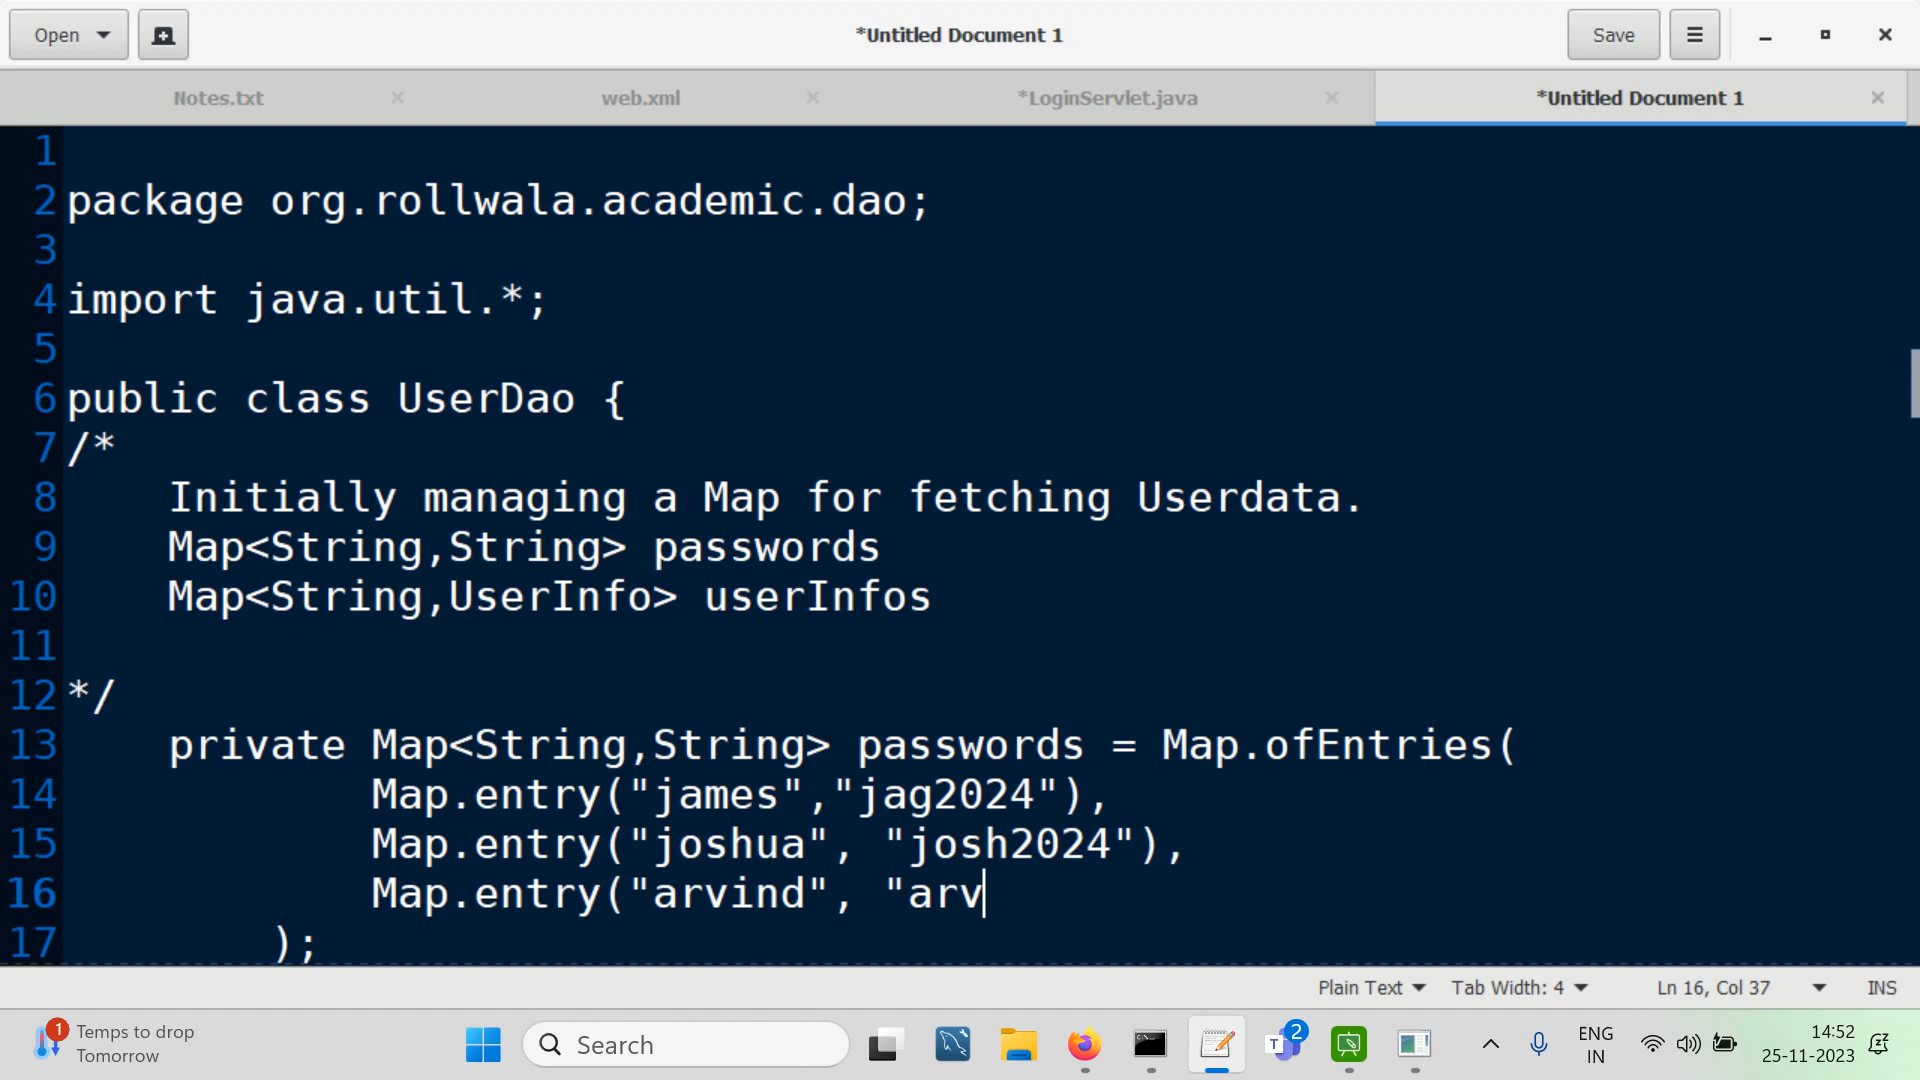 Open
*Untitled Document 1
Save
Notes.txt
web.xml
*LoginServlet.java
*Untitled Document 1
1
2 package org.rollwala.academic.dao;
3
4 import java.util.*;
5
6 public class UserDao {
7 /*
8 Initially managing a Map for fetching Userdata.
9 Map<String,String> passwords
10 Map<String,UserInfo> userInfos
11
12 */
13 private Map<String,String> passwords = Map.ofEntries(
14 Map.entry("james","jag2024"),
15 Map.entry("joshua", "josh2024"),
16 Map.entry("arvind", "arv
17 );
Plain Text
Tab Width: 4
Ln 16, Col 37
INS
1
Temps to drop
Tomorrow
Search
2
ENG
IN
14:52
25-11-2023